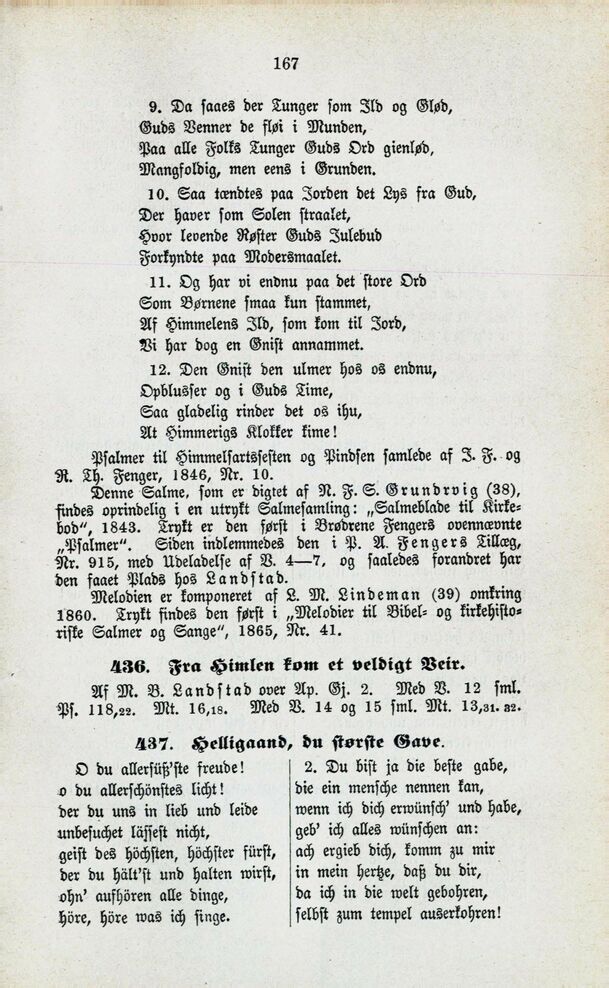 167
9. Da saaes der Tunger som Ild og Glød,
Guds Venner de fløi i Munden,
Paa alle Folks Tunger Guds Ord gienlød,
Mangfoldig, men eens i Grunden.
10. Saa tændtes paa Jorden det Lys fra Gud,
Der haver som Solen straalet,
Hvor levende Røster Guds Julebud
Forkyndte paa Modersmaalet.
11. Og har vi endnu paa det store Ord
Som Børnene smaa kun stammet,
Af Himmelens Ild, som kom til Jord,
Vi har dog en Gnist annammet.
12. Den Gnist den ulmer hos os endnu,
Opblusser og i Guds Time,
Saa gladelig rinder det os ihu,
At Himmerigs Klokker kime!
Psalmer til Himmelfartsfesten og Pindsen samlede af J. F. og
R. Th. Fenger, 1846, Nr. 10.
Denne Salme, som er digtet af N. F. S. Grundtvig (38),
findes oprindelig i en utrykt Salmesamling: „Salmeblade til Kirke-
bod“, 1843. Trykt er den først i Brødrene Fengers ovennævnte
„Psalmer“. Siden indlemmedes den i P. A. Fengers Tillæg,
Nr. 915, med Udeladelse af V. 4—7, og saaledes forandret har
den faaet Plads hos Landstad.
Melodien er komponeret af L. M. Lindeman (39) omkring
1860. Trykt findes den først i „Melodier til Bibel- og kirkehisto-
riske Salmer og Sange“, 1865, Nr. 41.
436. Fra Himlen kom et veldigt Veir.
Af M. B. Landstad over Ap. Gj. 2. Med V. 12 sml.
Ps. 118,22. Mt. 16,18. Med V. 14 og 15 sml. Mt. 13,31. 32.
437. Helligaand, du største Gave.
O du allersüß'ste freude!
o du allerschönstes licht!
der du uns in lieb und leide
unbesuchet lässest nicht,
geist des höchsten, höchster fürst,
der du hält'st und halten wirst,
ohn' aufhören alle dinge,
höre, höre was ich singe.
2. Du bist ja die beste gabe,
die ein mensche nennen kan,
wenn ich dich erwünsch' und habe,
geb' ich alles wünschen an:
ach ergieb dich, komm zu mir
in mein hertze, daß du dir,
da ich in die welt gebohren,
selbst zum tempel auserkohren!